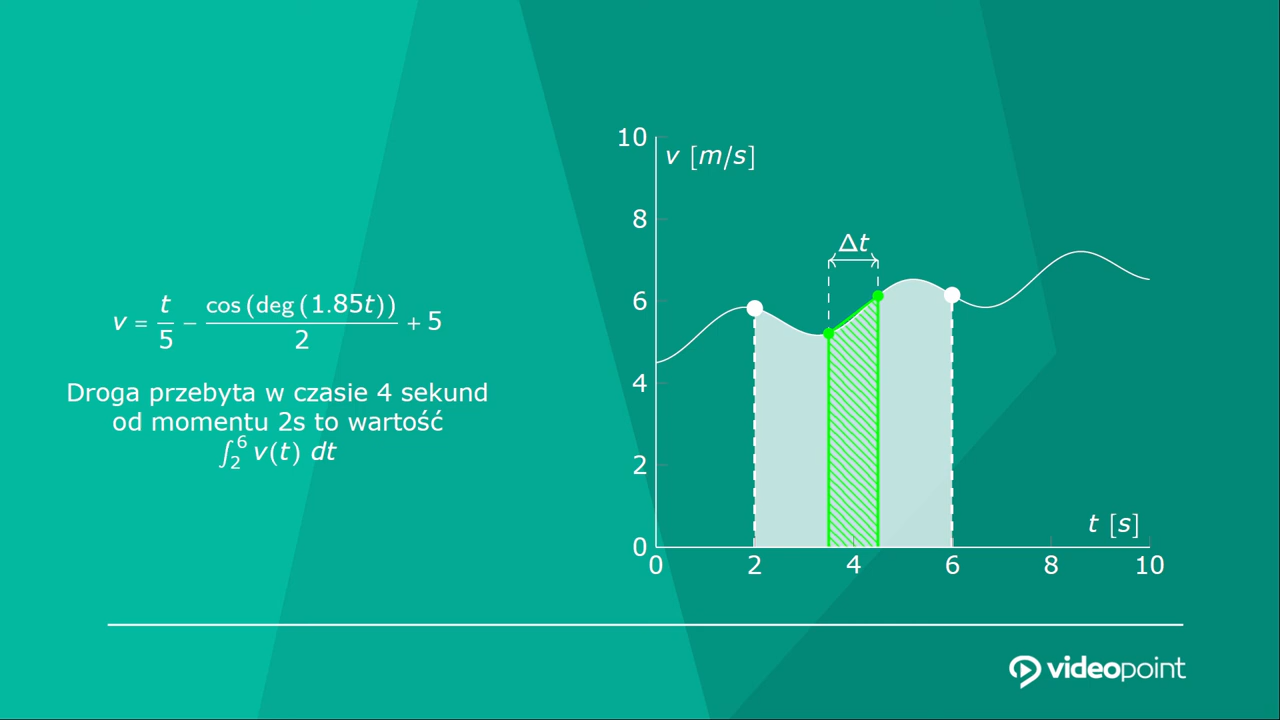 v = t/5 − cos (deg (1.85t))/2 + 5
Droga przebyta w czasie 4 sekund
od momentu 2s to wartość
∫₂⁶ v(t) dt
10
v [m/s]
8
Δt
6
4
2
t [s]
0
0 2 4 6 8 10
videopoint